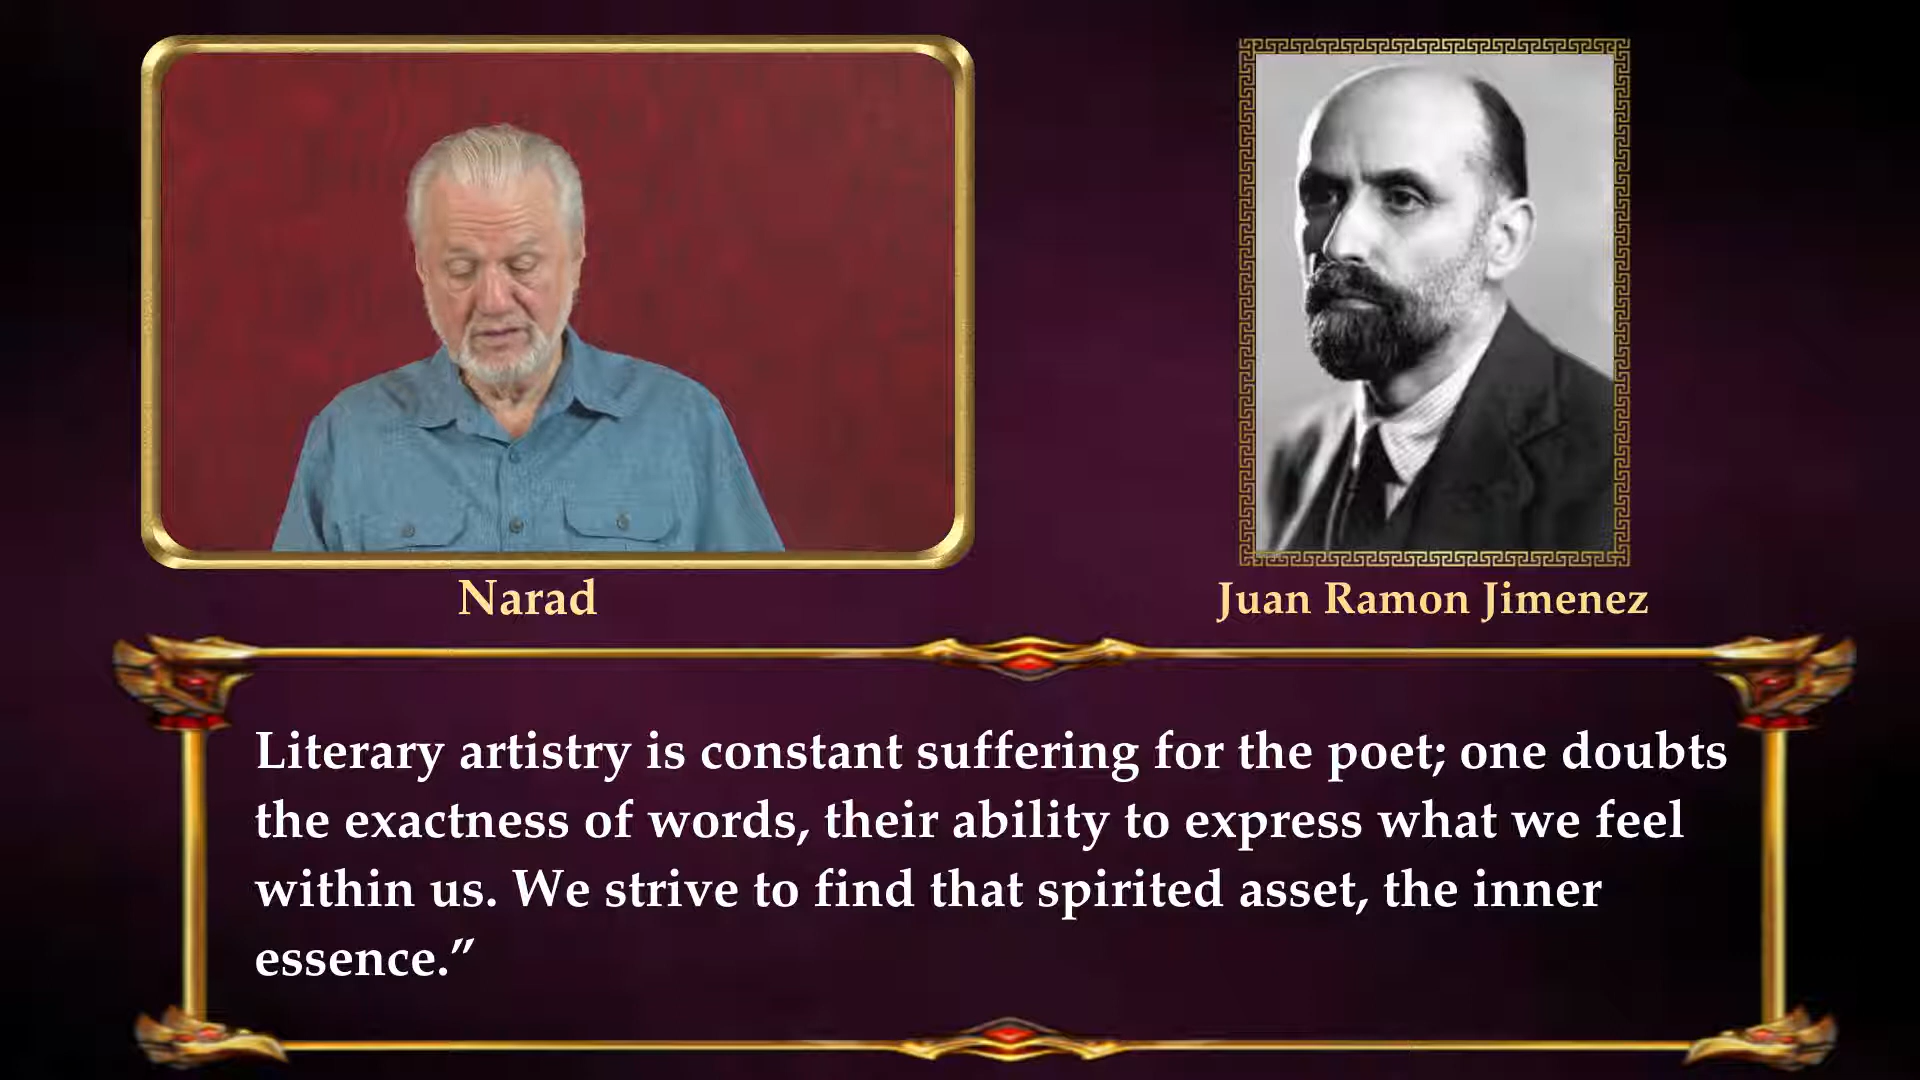 Narad
Juan Ramon Jimenez
Literary artistry is constant suffering for the poet; one doubts
the exactness of words, their ability to express what we feel
within us. We strive to find that spirited asset, the inner
essence.”